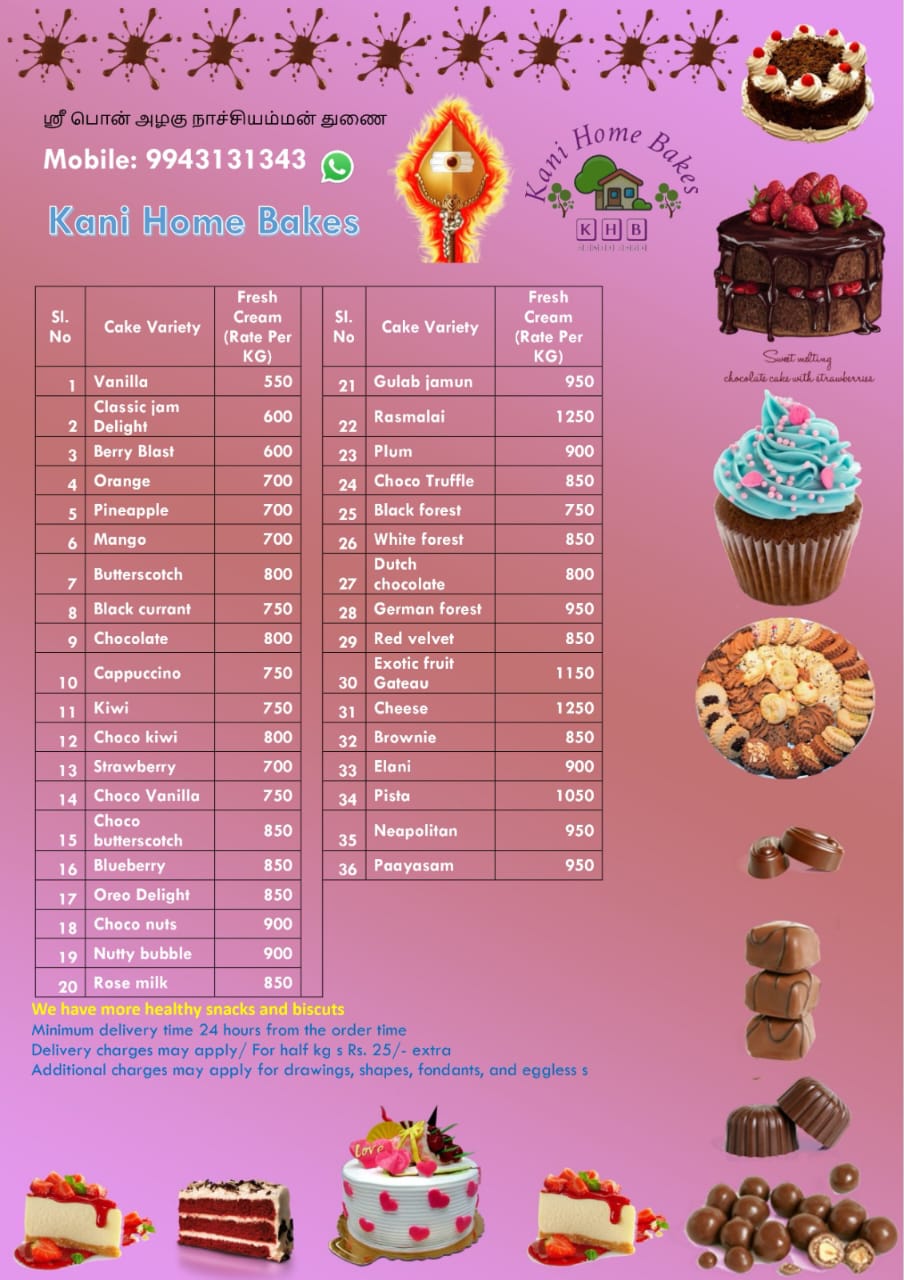 ஸ்ரீ பொன் அழகு நாச்சியம்மன் துணை
Mobile: 9943131343
Kani Home Bakes
Kani Home Bakes
K H B
Sl. No Cake Variety Fresh Cream (Rate Per KG)
1 Vanilla 550
2 Classic jam Delight 600
3 Berry Blast 600
4 Orange 700
5 Pineapple 700
6 Mango 700
7 Butterscotch 800
8 Black currant 750
9 Chocolate 800
10 Cappuccino 750
11 Kiwi 750
12 Choco kiwi 800
13 Strawberry 700
14 Choco Vanilla 750
15 Choco butterscotch 850
16 Blueberry 850
17 Oreo Delight 850
18 Choco nuts 900
19 Nutty bubble 900
20 Rose milk 850
Sl. No Cake Variety Fresh Cream (Rate Per KG)
21 Gulab jamun 950
22 Rasmalai 1250
23 Plum 900
24 Choco Truffle 850
25 Black forest 750
26 White forest 850
27 Dutch chocolate 800
28 German forest 950
29 Red velvet 850
30 Exotic fruit Gateau 1150
31 Cheese 1250
32 Brownie 850
33 Elani 900
34 Pista 1050
35 Neapolitan 950
36 Paayasam 950
Sweet melting
chocolate cake with strawberries
We have more healthy snacks and biscuts
Minimum delivery time 24 hours from the order time
Delivery charges may apply/ For half kg s Rs. 25/- extra
Additional charges may apply for drawings, shapes, fondants, and eggless s
Love